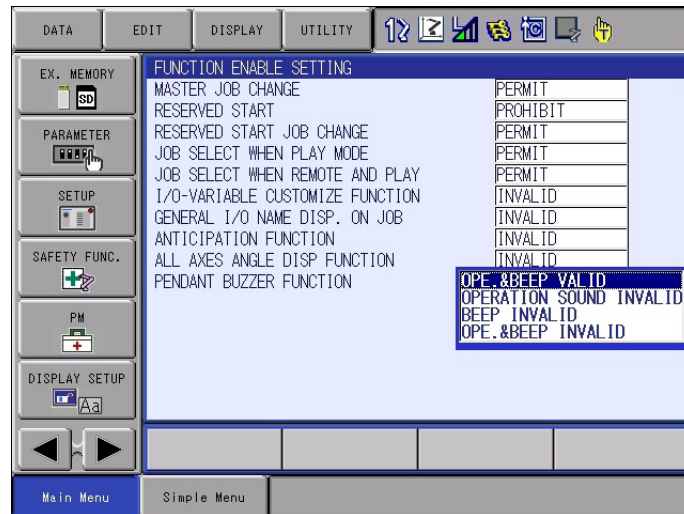 DATA EDIT DISPLAY UTILITY
EX. MEMORY
SD
PARAMETER
SETUP
SAFETY FUNC.
PM
DISPLAY SETUP
Aa
FUNCTION ENABLE SETTING
MASTER JOB CHANGE PERMIT
RESERVED START PROHIBIT
RESERVED START JOB CHANGE PERMIT
JOB SELECT WHEN PLAY MODE PERMIT
JOB SELECT WHEN REMOTE AND PLAY PERMIT
I/O-VARIABLE CUSTOMIZE FUNCTION INVALID
GENERAL I/O NAME DISP. ON JOB INVALID
ANTICIPATION FUNCTION INVALID
ALL AXES ANGLE DISP FUNCTION INVALID
PENDANT BUZZER FUNCTION
OPE.&BEEP VALID
OPERATION SOUND INVALID
BEEP INVALID
OPE.&BEEP INVALID
Main Menu Simple Menu